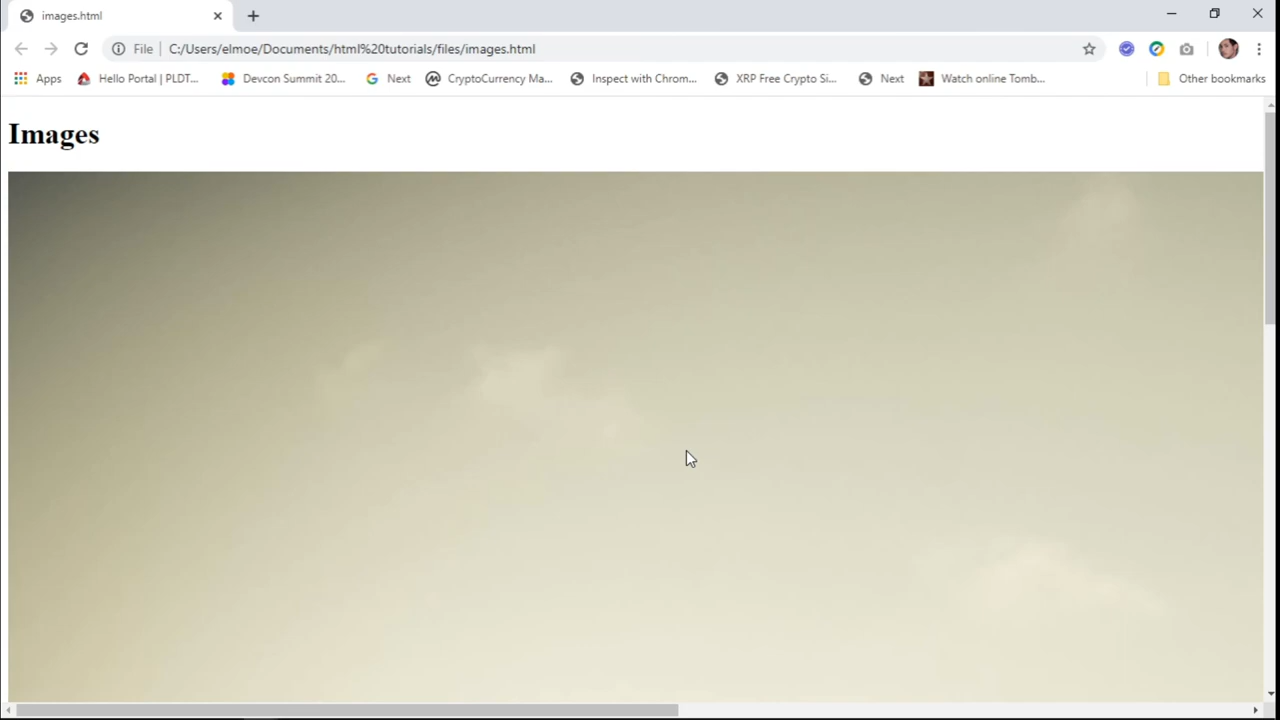 images.html
File C:/Users/elmoe/Documents/html%20tutorials/files/images.html
Apps Hello Portal | PLDT... Devcon Summit 20... Next CryptoCurrency Ma... Inspect with Chrom... XRP Free Crypto Si... Next Watch online Tomb... Other bookmarks
Images